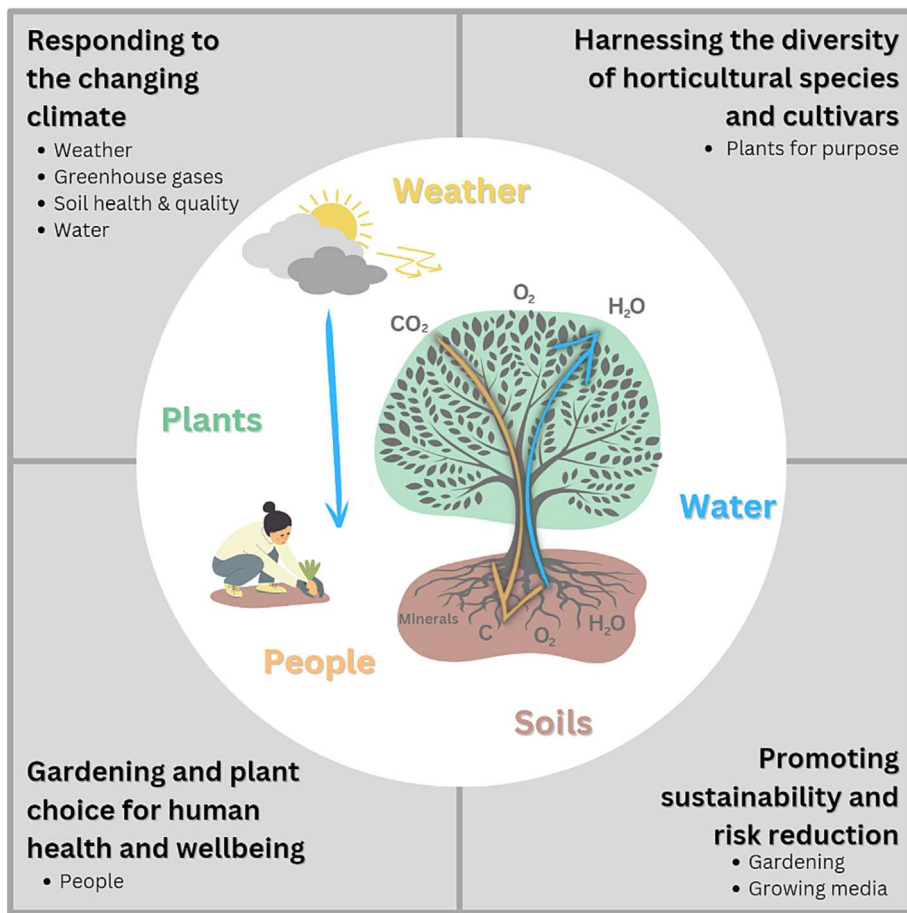 Responding to
the changing
climate
• Weather
• Greenhouse gases
• Soil health & quality
• Water
Harnessing the diversity
of horticultural species
and cultivars
• Plants for purpose
Weather
O₂
H₂O
CO₂
Plants
Water
Minerals
C
O₂
H₂O
People
Soils
Gardening and plant
choice for human
health and wellbeing
• People
Promoting
sustainability and
risk reduction
• Gardening
• Growing media